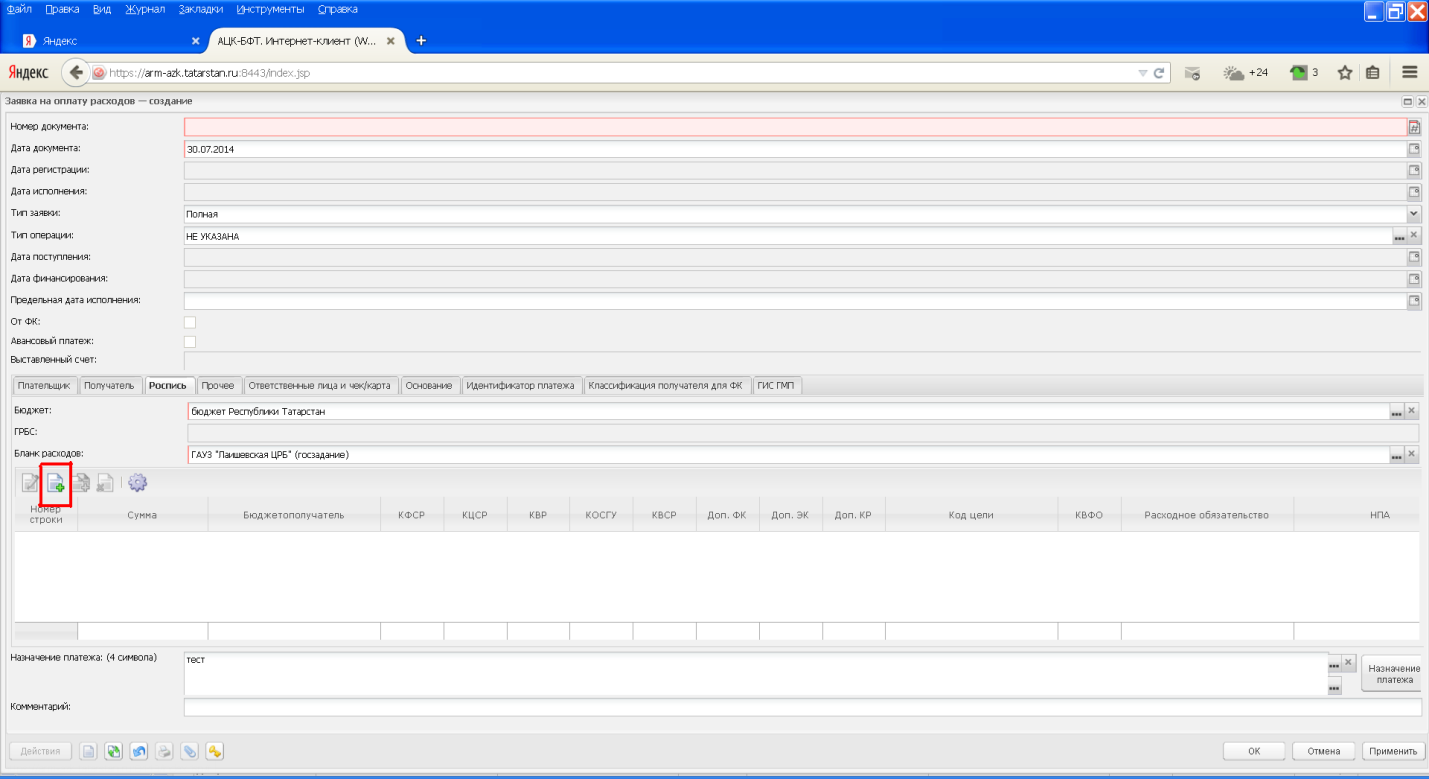 Файл Правка Вид Журнал Закладки Инструменты Справка
Яндекс АЦК-БФТ. Интернет-клиент (W...
Яндекс https://arm-azk.tatarstan.ru:8443/index.jsp +24 3
Заявка на оплату расходов — создание
Номер документа:
Дата документа: 30.07.2014
Дата регистрации:
Дата исполнения:
Тип заявки: Полная
Тип операции: НЕ УКАЗАНА
Дата поступления:
Дата финансирования:
Предельная дата исполнения:
От ФК:
Авансовый платеж:
Выставленный счет:
Плательщик Получатель Роспись Прочее Ответственные лица и чек/карта Основание Идентификатор платежа Классификация получателя для ФК ГИС ГМП
Бюджет: бюджет Республики Татарстан
ГРБС:
Бланк расходов: ГАУЗ "Лаишевская ЦРБ" (госзадание)
Номер строки Сумма Бюджетополучатель КФСР КЦСР КВР КОСГУ КВСР Доп. ФК Доп. ЭК Доп. КР Код цели КВФО Расходное обязательство НПА
Назначение платежа: (4 символа) тест
Назначение платежа
Комментарий:
Действия OK Отмена Применить